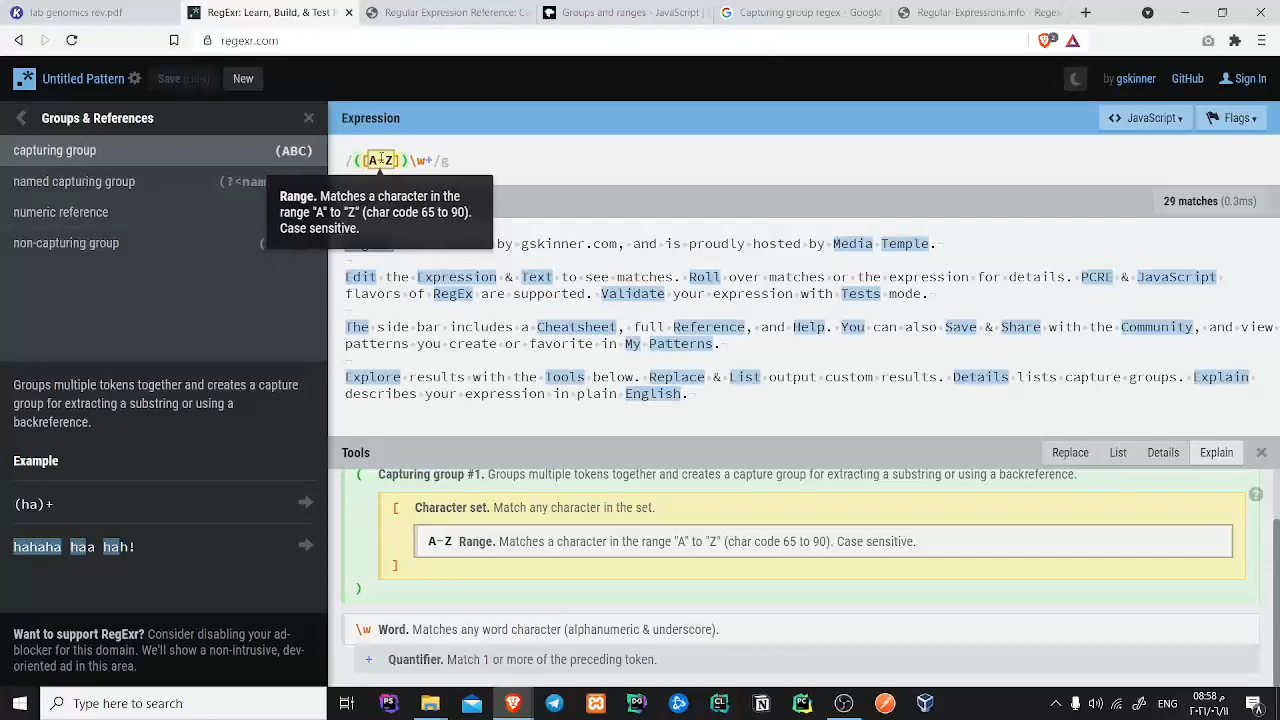 lab genomics rev.pdf
RegExr: Learn, Build, & Test R
Regular Expression Reference: Ca
Groups and ranges - JavaScript |
Capturing group regex - Google
Regular-Expressions.info - Regex
regexr.com
2
Untitled Pattern
Save
New
by gskinner
GitHub
Sign In
Groups & References
Expression
JavaScript
Flags
capturing group (ABC)
/([A-Z])\w+/g
named capturing group (?<nam
Range. Matches a character in the
range "A" to "Z" (char code 65 to 90).
Case sensitive.
29 matches (0.3ms)
numeric reference
non-capturing group (
by gskinner.com, and is proudly hosted by Media Temple.
Edit the Expression & Text to see matches. Roll over matches or the expression for details. PCRE & JavaScript
flavors of RegEx are supported. Validate your expression with Tests mode.
The side bar includes a Cheatsheet, full Reference, and Help. You can also Save & Share with the Community, and view
patterns you create or favorite in My Patterns.
Explore results with the Tools below. Replace & List output custom results. Details lists capture groups. Explain
describes your expression in plain English.
Groups multiple tokens together and creates a capture
group for extracting a substring or using a
backreference.
Example
(ha)+
hahaha haa hah!
Want to support RegExr? Consider disabling your ad-
blocker for this domain. We'll show a non-intrusive, dev-
oriented ad in this area.
Tools
Replace
List
Details
Explain
( Capturing group #1. Groups multiple tokens together and creates a capture group for extracting a substring or using a backreference.
[ Character set. Match any character in the set.
A-Z Range. Matches a character in the range "A" to "Z" (char code 65 to 90). Case sensitive.
]
)
\w Word. Matches any word character (alphanumeric & underscore).
+ Quantifier. Match 1 or more of the preceding token.
?
Type here to search
PS
DG
CL
PC
ENG
08:58